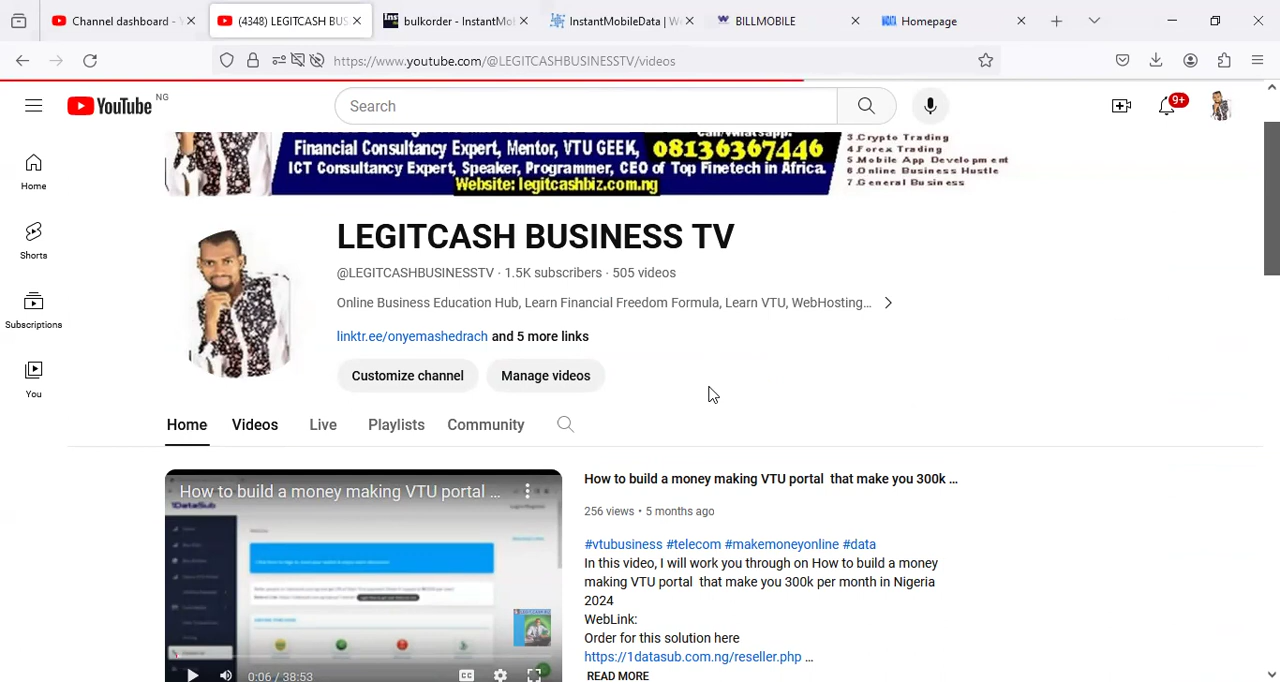 Channel dashboard -
(4348) LEGITCASH BUS
ins
bulkorder - InstantMo
InstantMobileData | We
BILLMOBILE
Homepage
https://www.youtube.com/@LEGITCASHBUSINESSTV/videos
YouTube NG
Search
9+
Financial Consultancy Expert, Mentor, VTU GEEK,
ICT Consultancy Expert, Speaker, Programmer, CEO of Top Finetech in Africa.
Website: legitcashbiz.com.ng
Call/Whatsapp:
08136367446
3.Crypto Trading
4.Forex Trading
5.Mobile App Development
6.Online Business Hustle
7.General Business
Home
Shorts
Subscriptions
You
LEGITCASH BUSINESS TV
@LEGITCASHBUSINESSTV · 1.5K subscribers · 505 videos
Online Business Education Hub, Learn Financial Freedom Formula, Learn VTU, WebHosting...
linktr.ee/onyemashedrach and 5 more links
Customize channel
Manage videos
Home
Videos
Live
Playlists
Community
How to build a money making VTU portal ...
1DataSub
CC
0:06 / 38:53
How to build a money making VTU portal that make you 300k ...
256 views • 5 months ago
#vtubusiness #telecom #makemoneyonline #data
In this video, I will work you through on How to build a money
making VTU portal that make you 300k per month in Nigeria
2024
WebLink:
Order for this solution here
https://1datasub.com.ng/reseller.php ...
READ MORE